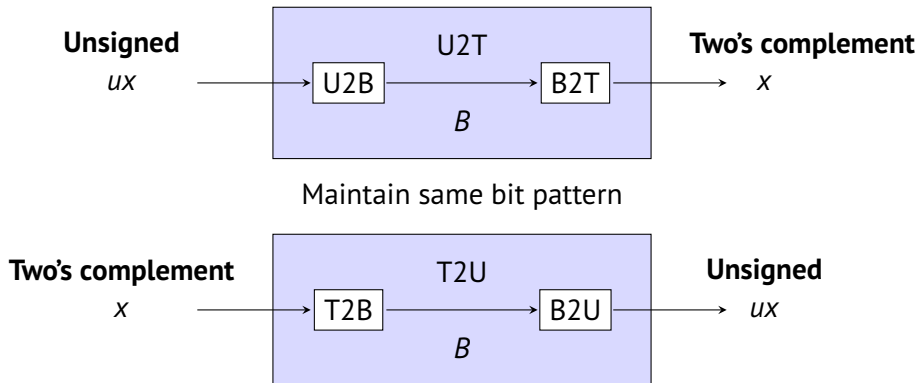 U2T
Unsigned
Two's complement
ux
U2B
B2T
x
B
Maintain same bit pattern
T2U
Two's complement
Unsigned
x
T2B
B2U
ux
B